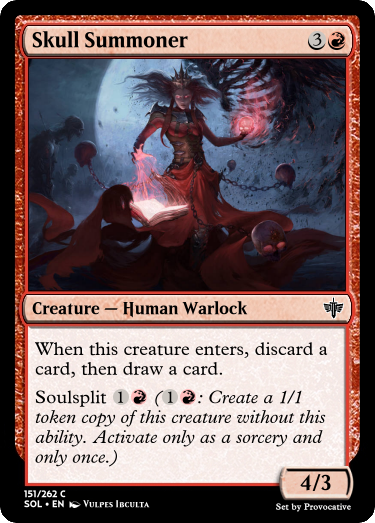 Skull Summoner 3
Creature — Human Warlock
When this creature enters, discard a
card, then draw a card.
Soulsplit 1 (1: Create a 1/1
token copy of this creature without this
ability. Activate only as a sorcery and
only once.)
4/3
151/262 C
SOL • EN Vulpes Ibculta
Set by Provocative